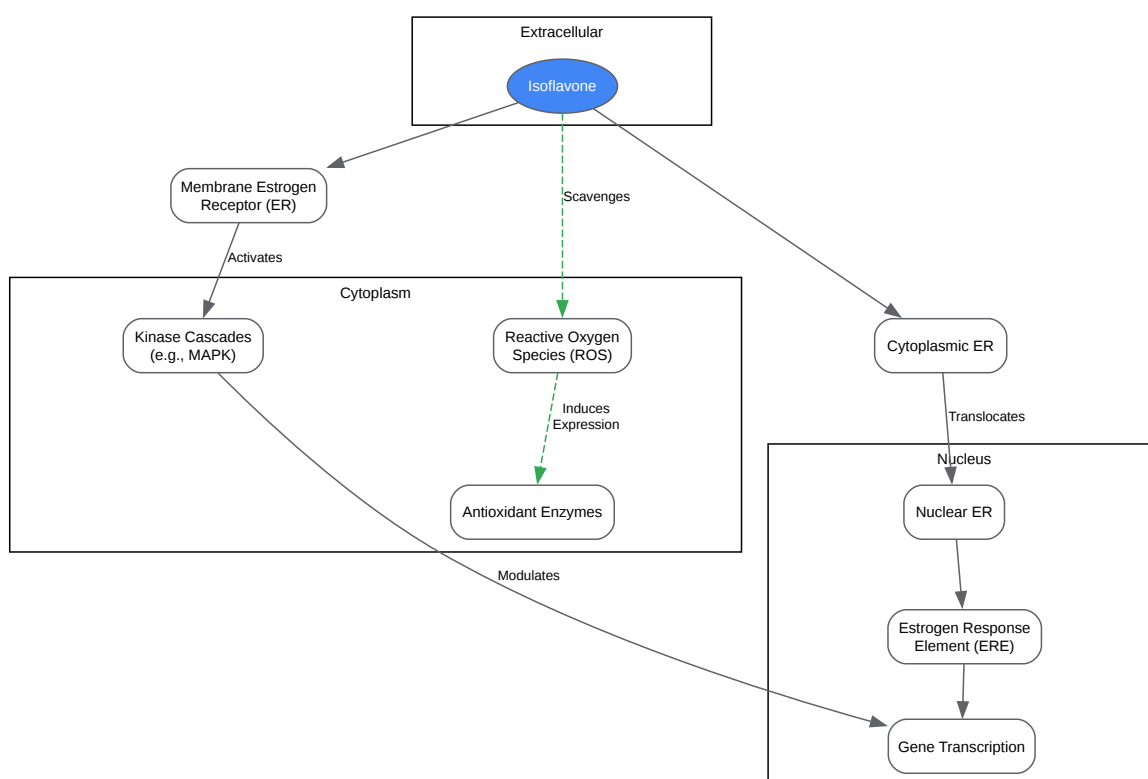 Extracellular
Isoflavone
Membrane Estrogen
Receptor (ER)
Scavenges
Activates
Cytoplasm
Kinase Cascades
(e.g., MAPK)
Reactive Oxygen
Species (ROS)
Cytoplasmic ER
Induces
Expression
Translocates
Nucleus
Antioxidant Enzymes
Nuclear ER
Modulates
Estrogen Response
Element (ERE)
Gene Transcription